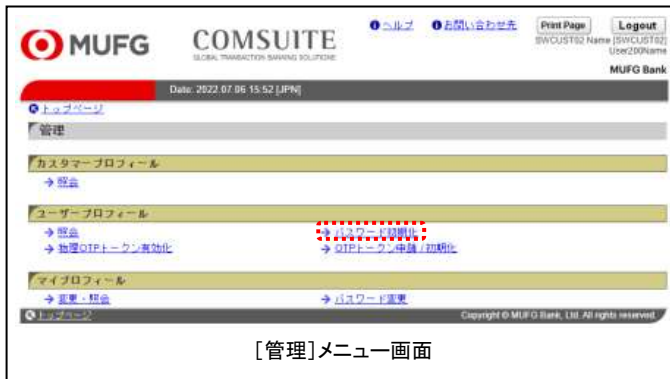 ヘルプ お問い合わせ先 Print Page Logout
MUFG COMSUITE
GLOBAL TRANSACTION BANKING SOLUTIONS
SWCUST02 Name [SWCUST02]
User200Name
MUFG Bank
Date: 2022.07.06 15:52 [JPN]
トップページ
管理
カスタマープロフィール
照会
ユーザープロフィール
照会 パスワード初期化
物理OTPトークン有効化 OTPトークン申請/初期化
マイプロフィール
変更・照会 パスワード変更
トップページ Copyright © MUFG Bank, Ltd. All rights reserved.
[管理]メニュー画面